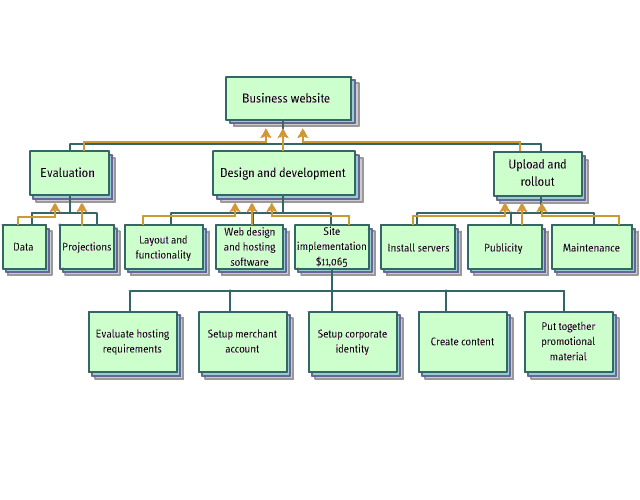 Business website
Evaluation
Design and development
Upload and
rollout
Data
Projections
Layout and
functionality
Web design
and hosting
software
Site
implementation
$11,065
Install servers
Publicity
Maintenance
Evaluate hosting
requirements
Setup merchant
account
Setup corporate
identity
Create content
Put together
promotional
material